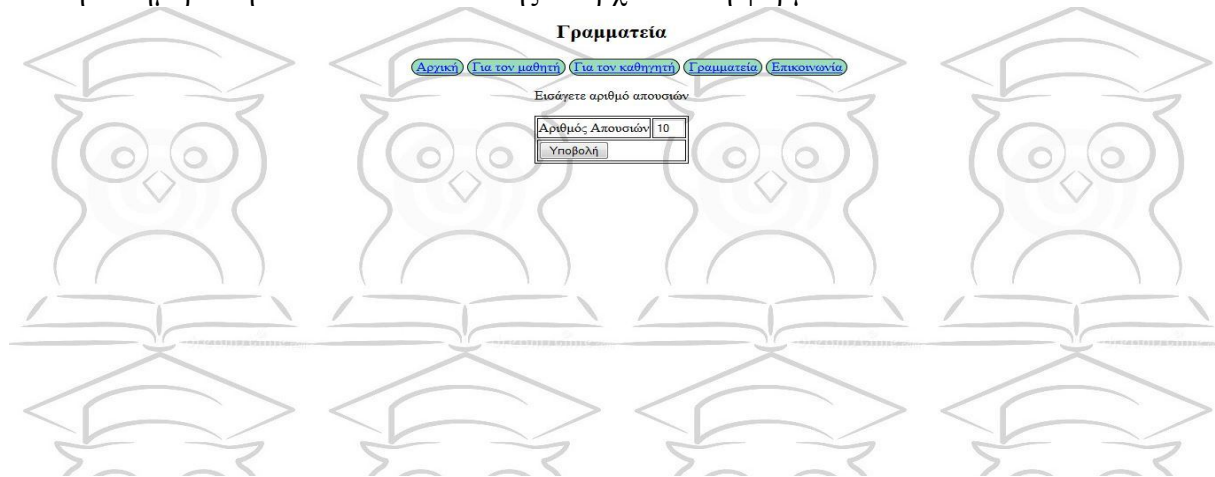 Γραμματεία
Αρχική Για τον μαθητή Για τον καθηγητή Γραμματεία Επικοινωνία
Εισάγετε αριθμό απουσιών
Αριθμός Απουσιών 10
Υποβολή